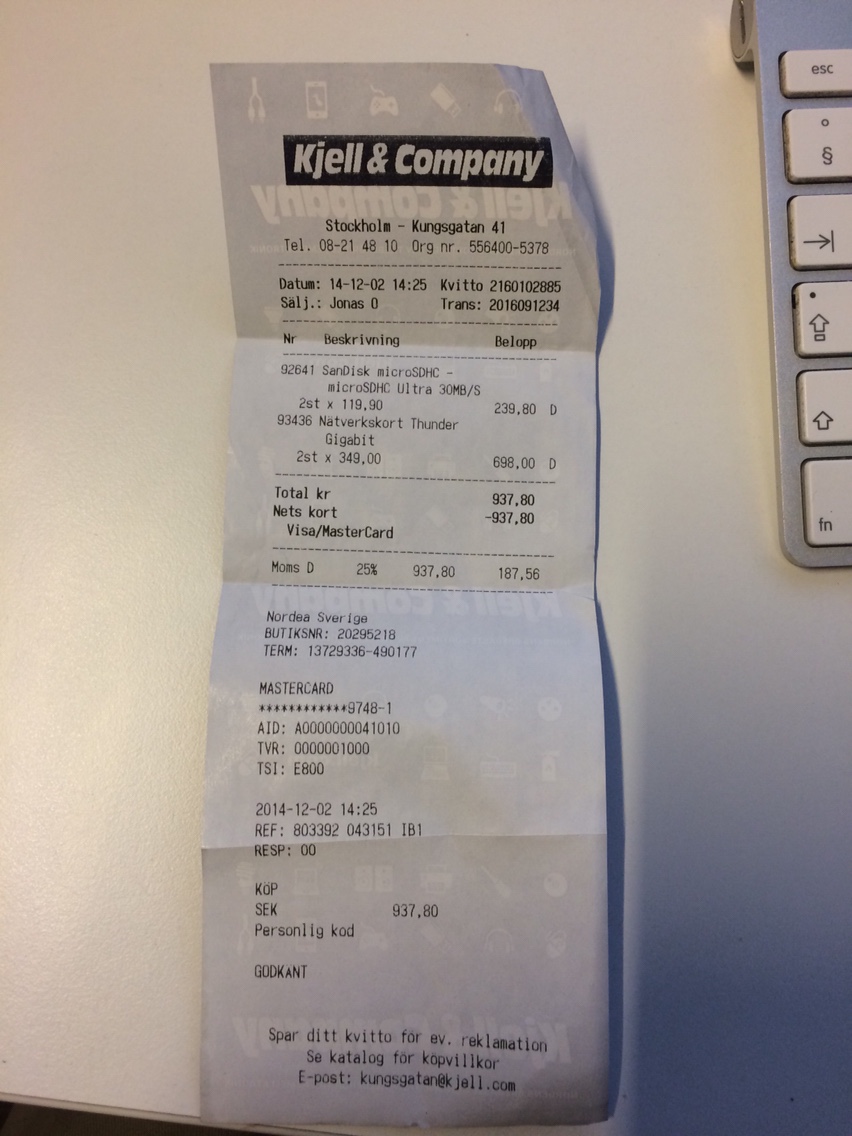 Kjell & Company
Stockholm - Kungsgatan 41
Tel. 08-21 48 10 Org nr. 556400-5378
Datum: 14-12-02 14:25 Kvitto 2160102885
Sälj.: Jonas O Trans: 2016091234
Nr Beskrivning Belopp
92641 SanDisk microSDHC -
microSDHC Ultra 30MB/S
2st x 119,90 239,80 D
93436 Nätverkskort Thunder
Gigabit
2st x 349,00 698,00 D
Total kr 937,80
Nets kort -937,80
Visa/MasterCard
Moms D 25% 937,80 187,56
Nordea Sverige
BUTIKSNR: 20295218
TERM: 13729336-490177
MASTERCARD
************9748-1
AID: A0000000041010
TVR: 0000001000
TSI: E800
2014-12-02 14:25
REF: 803392 043151 IB1
RESP: 00
KÖP
SEK 937,80
Personlig kod
GODKÄNT
Spar ditt kvitto för ev. reklamation
Se katalog för köpvillkor
E-post: kungsgatan@kjell.com
esc
°
§
fn